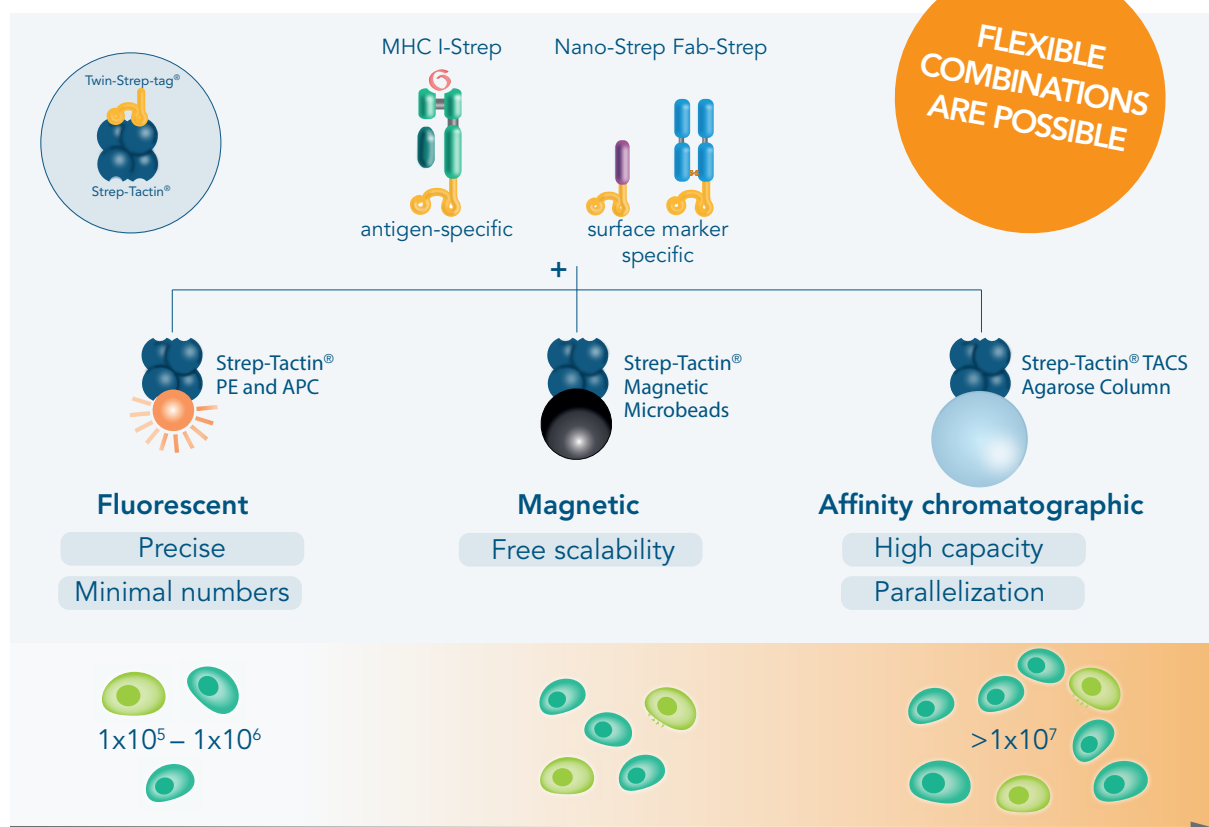 FLEXIBLE
COMBINATIONS
ARE POSSIBLE
Twin-Strep-tag®
Strep-Tactin®
MHC I-Strep
Nano-Strep Fab-Strep
antigen-specific
surface marker
specific
+
Strep-Tactin®
PE and APC
Strep-Tactin®
Magnetic
Microbeads
Strep-Tactin® TACS
Agarose Column
Fluorescent
Precise
Minimal numbers
Magnetic
Free scalability
Affinity chromatographic
High capacity
Parallelization
1x10⁵ – 1x10⁶
>1x10⁷